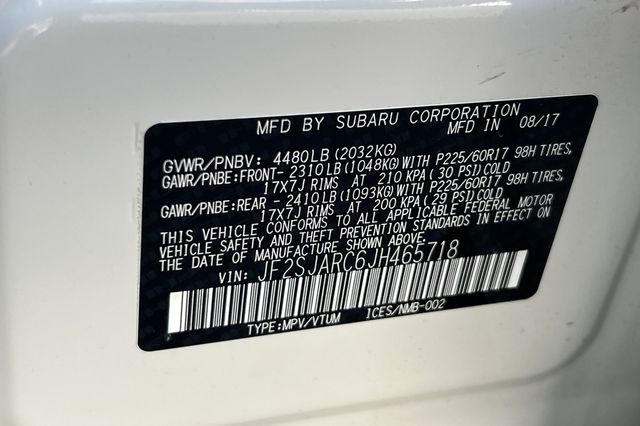 MFD BY SUBARU CORPORATION
MFD IN 08/17
GVWR/PNBV: 4480LB (2032KG)
GAWR/PNBE:FRONT- 2310LB (1048KG)WITH P225/60R17 98H TIRES,
17X7J RIMS AT 210 KPA ( 30 PSI)COLD
GAWR/PNBE:REAR - 2410LB (1093KG)WITH P225/60R17 98H TIRES,
17X7J RIMS AT 200 KPA ( 29 PSI)COLD
THIS VEHICLE CONFORMS TO ALL APPLICABLE FEDERAL MOTOR
VEHICLE SAFETY AND THEFT PREVENTION STANDARDS IN EFFECT ON
THE DATE OF MANUFACTURE SHOWN ABOVE.
VIN: JF2SJARC6JH465718
TYPE:MPV/VTUM ICES/NMB-002